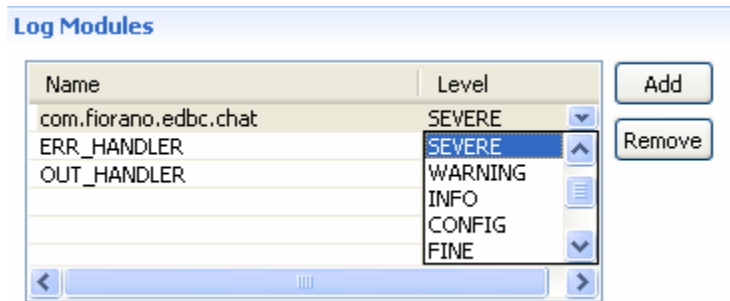 Log Modules
Name Level Add
com.fiorano.edbc.chat SEVERE
ERR_HANDLER SEVERE Remove
OUT_HANDLER WARNING
INFO
CONFIG
FINE